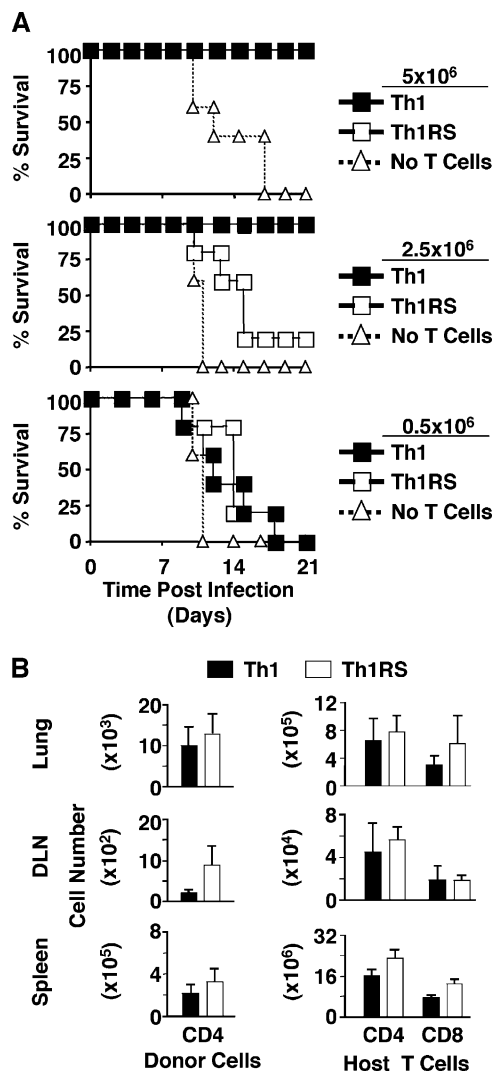 A
% Survival
100
75
50
25
0
5x10⁶
Th1
Th1RS
No T Cells
% Survival
100
75
50
25
0
2.5x10⁶
Th1
Th1RS
No T Cells
% Survival
100
75
50
25
0
0.5x10⁶
Th1
Th1RS
No T Cells
0 7 14 21
Time Post Infection
(Days)
B
Th1 Th1RS
Lung
(x10³)
20
10
0
(x10⁵)
12
8
4
0
DLN
Cell Number
(x10²)
20
10
0
(x10⁴)
8
4
0
Spleen
(x10⁵)
8
4
0
(x10⁶)
32
16
0
CD4
Donor Cells
CD4 CD8
Host T Cells